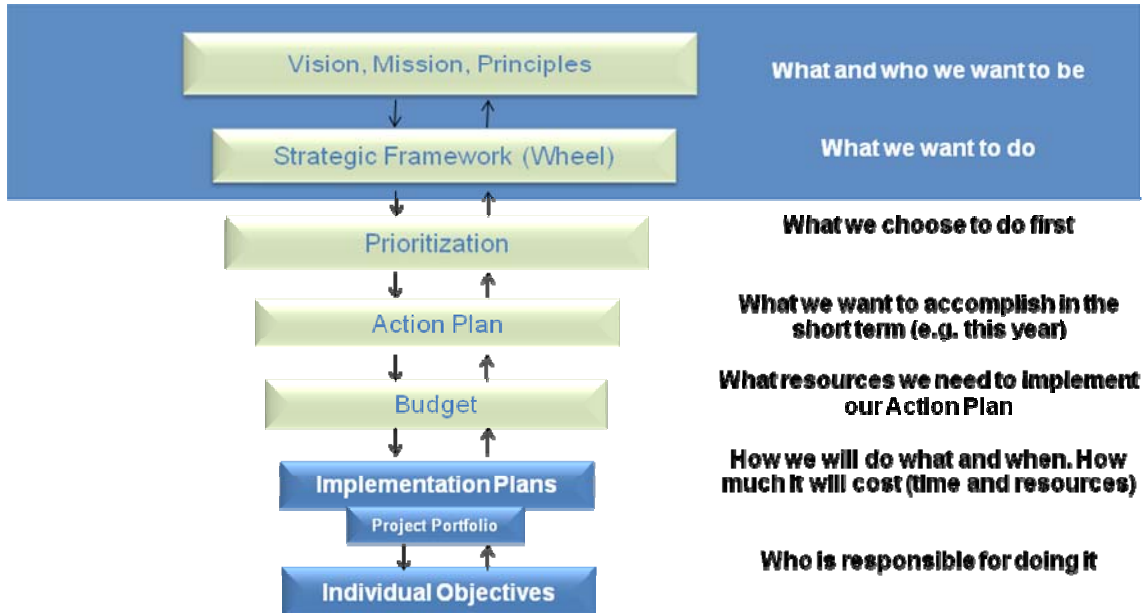 Vision, Mission, Principles
What and who we want to be
Strategic Framework (Wheel)
What we want to do
Prioritization
What we choose to do first
Action Plan
What we want to accomplish in the
short term (e.g. this year)
Budget
What resources we need to implement
our Action Plan
Implementation Plans
How we will do what and when. How
much it will cost (time and resources)
Project Portfolio
Individual Objectives
Who is responsible for doing it